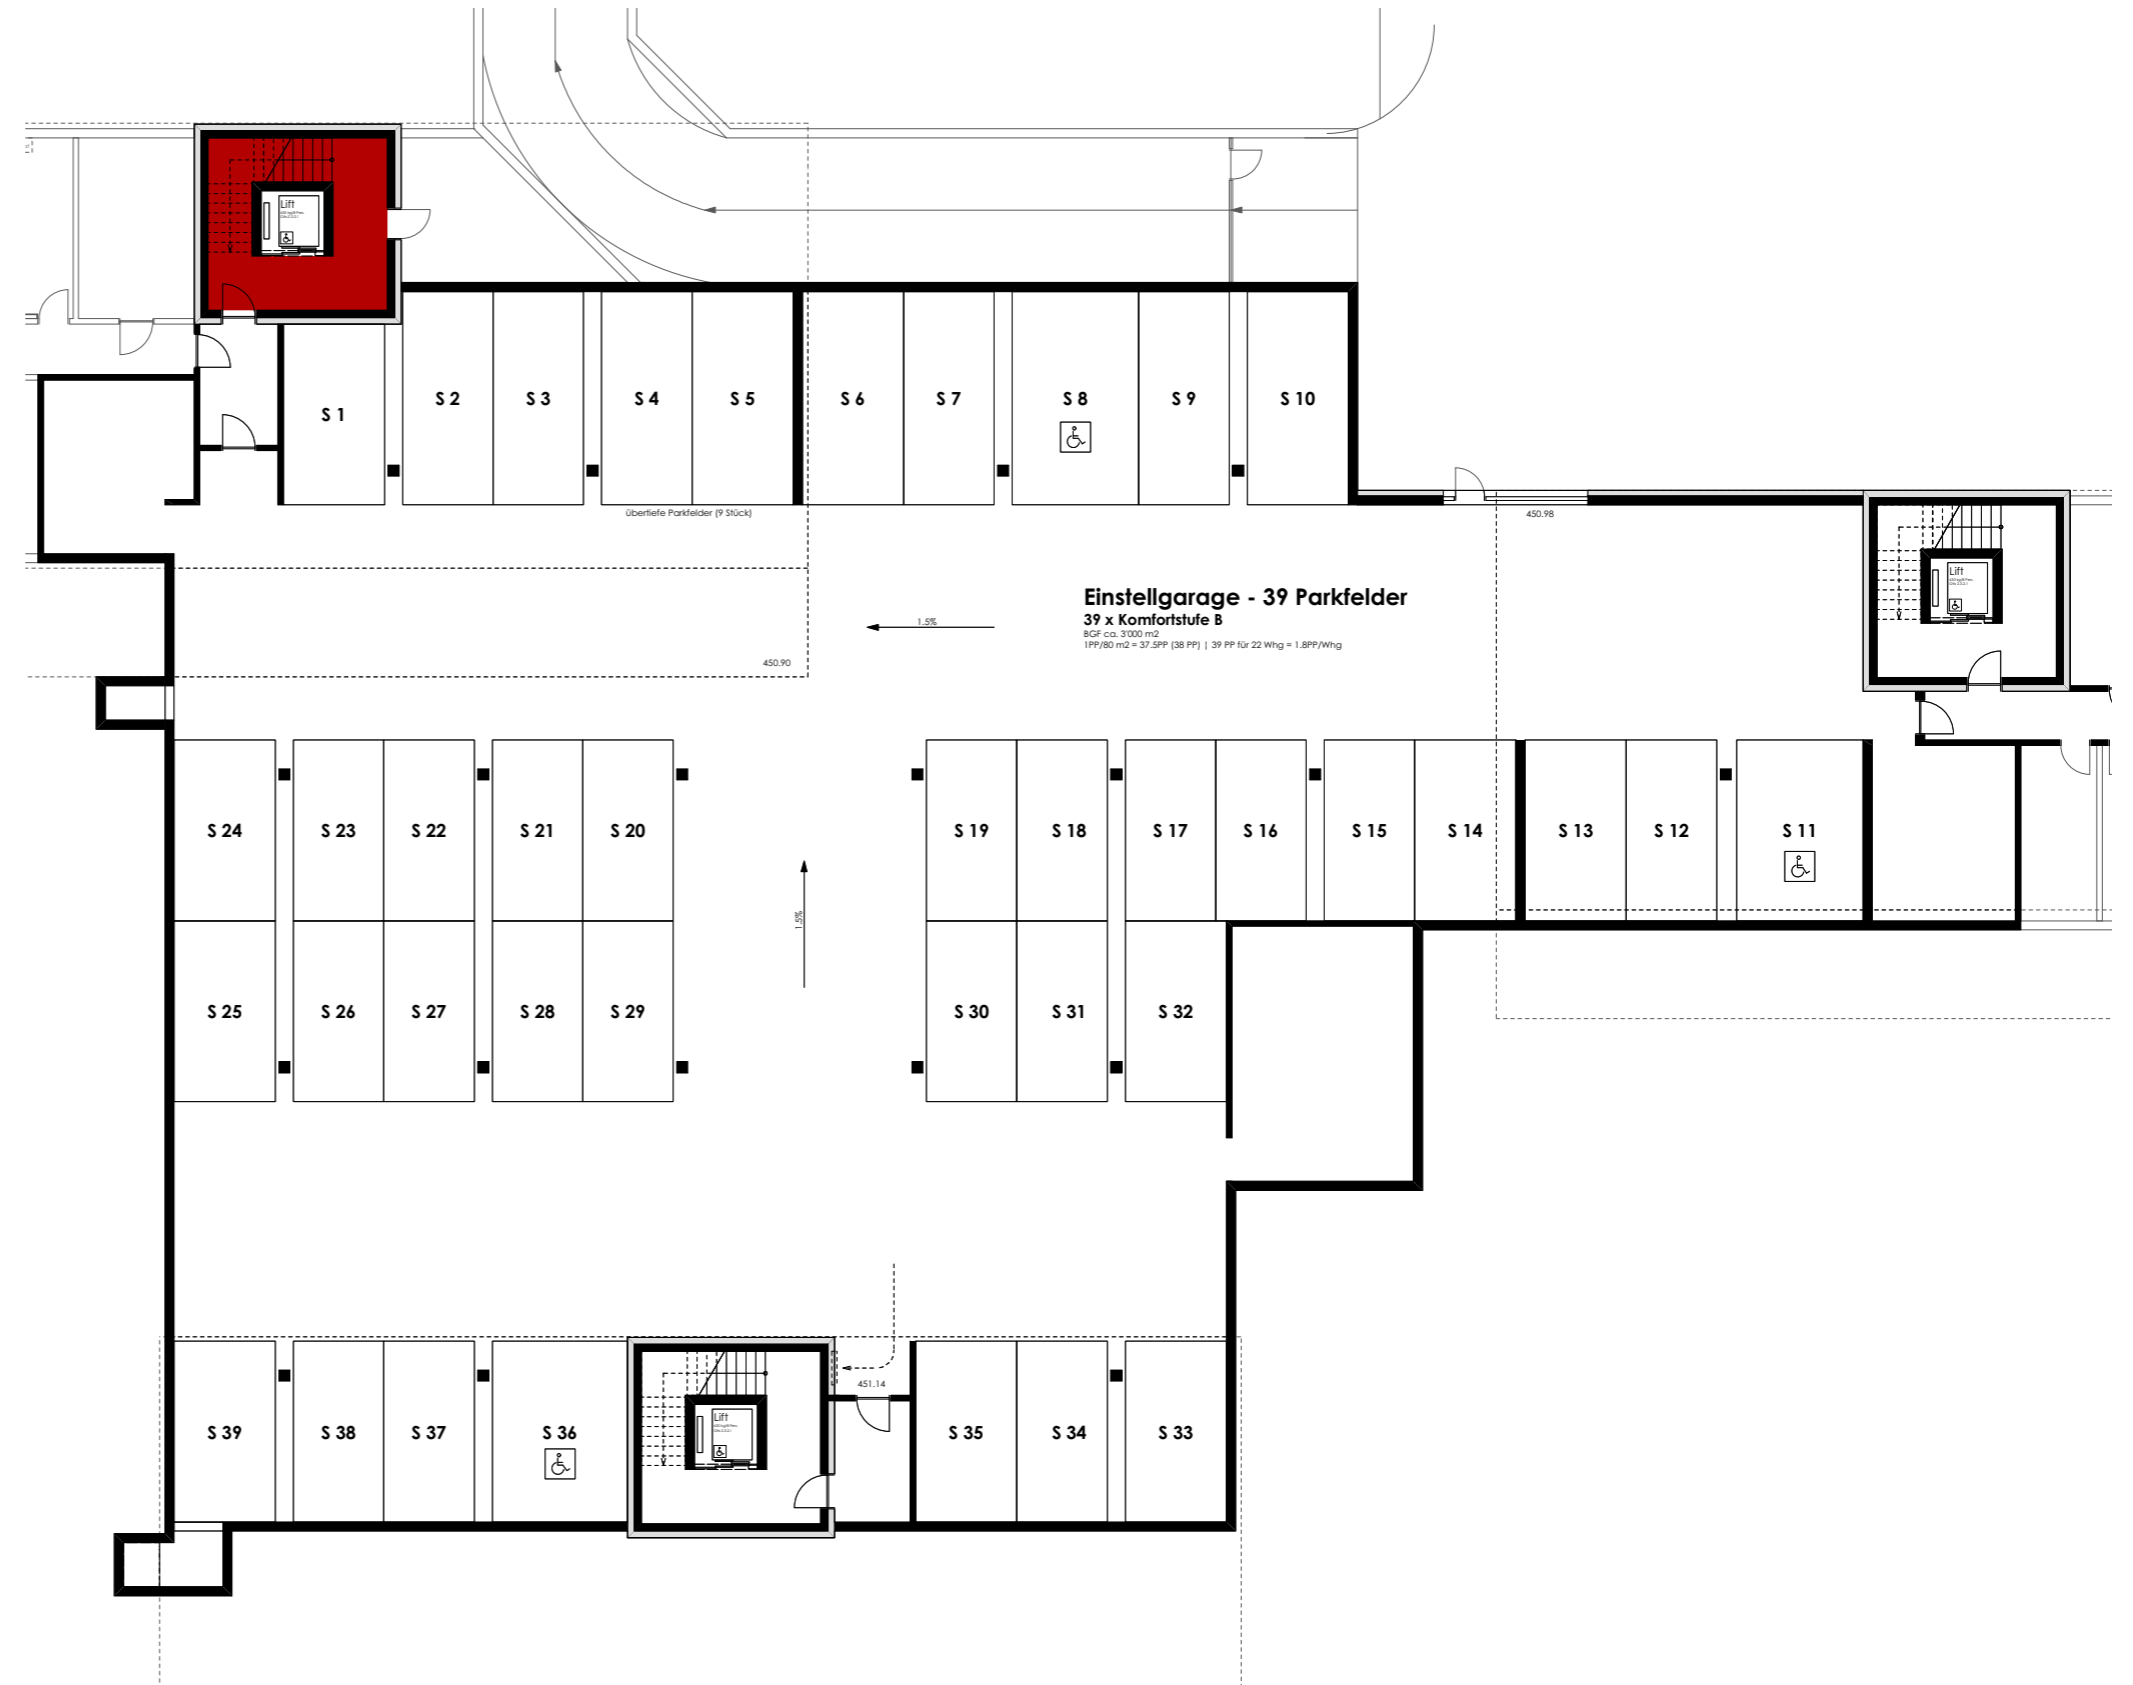 Lift
S 1
S 2
S 3
S 4
S 5
S 6
S 7
S 8
S 9
S 10
übertiefe Parkfelder (9 Stück)
450.98
Lift
Einstellgarage - 39 Parkfelder
39 x Komfortstufe B
BGF ca. 3'000 m2
1PP/80 m2 = 37.5PP (38 PP) | 39 PP für 22 Whg = 1.8PP/Whg
1.5%
450.90
S 24
S 23
S 22
S 21
S 20
S 19
S 18
S 17
S 16
S 15
S 14
S 13
S 12
S 11
1.5%
S 25
S 26
S 27
S 28
S 29
S 30
S 31
S 32
451.14
Lift
S 39
S 38
S 37
S 36
S 35
S 34
S 33